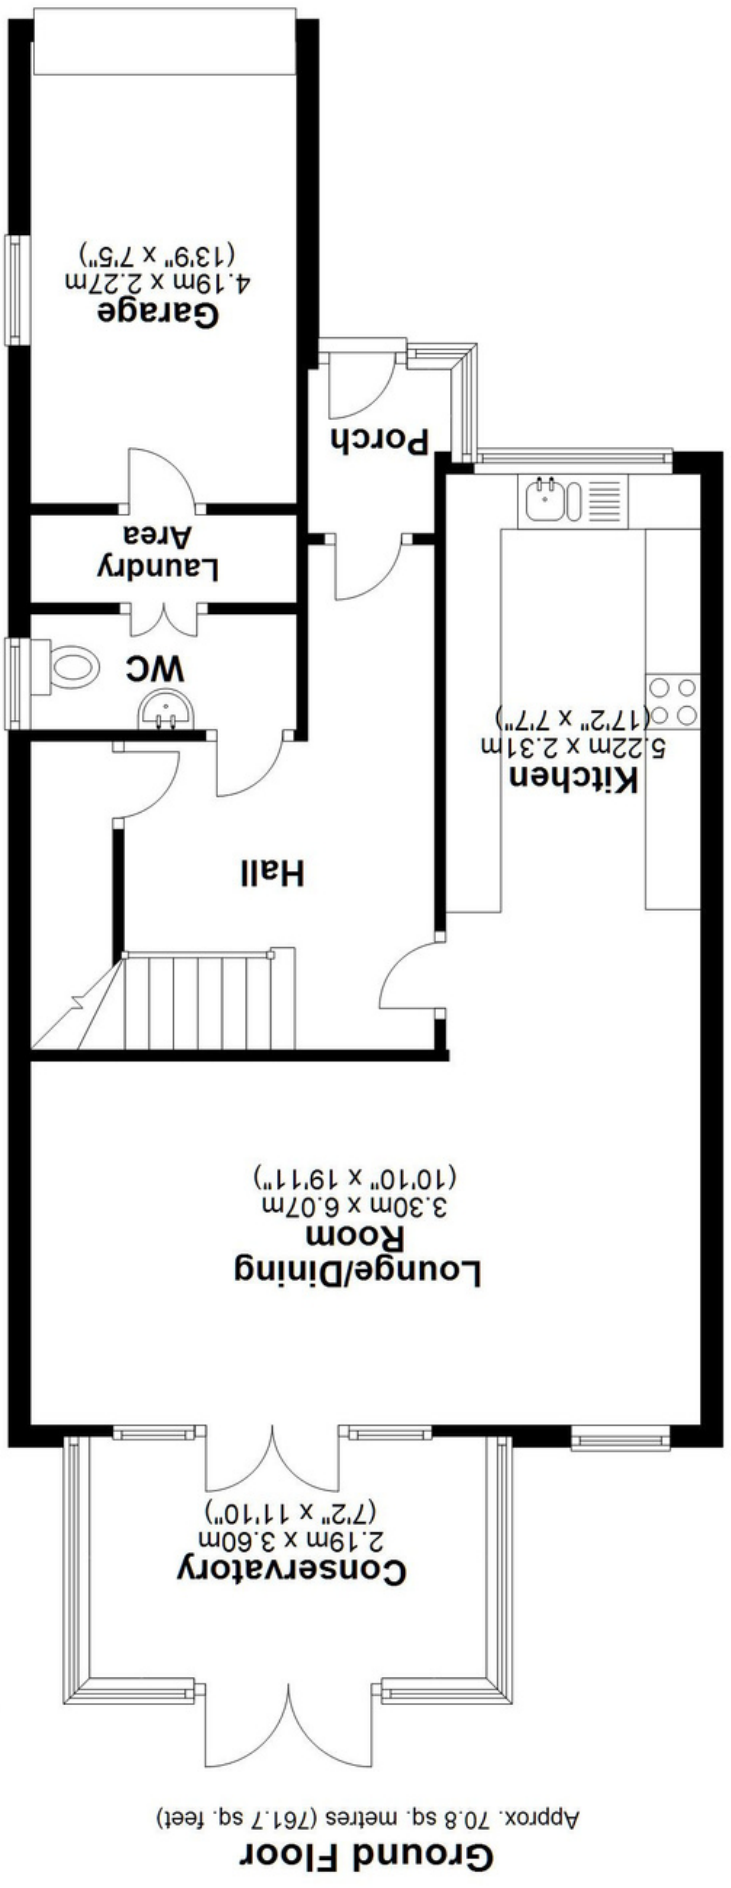 Ground Floor
Approx. 70.8 sq. metres (761.7 sq. feet)
Conservatory
2.19m x 3.60m
(7'2" x 11'10")
Lounge/Dining
Room
3.30m x 6.07m
(10'10" x 19'11")
Hall
Kitchen
5.22m x 2.31m
(17'2" x 7'7")
WC
Laundry
Area
Porch
Garage
4.19m x 2.27m
(13'9" x 7'5")